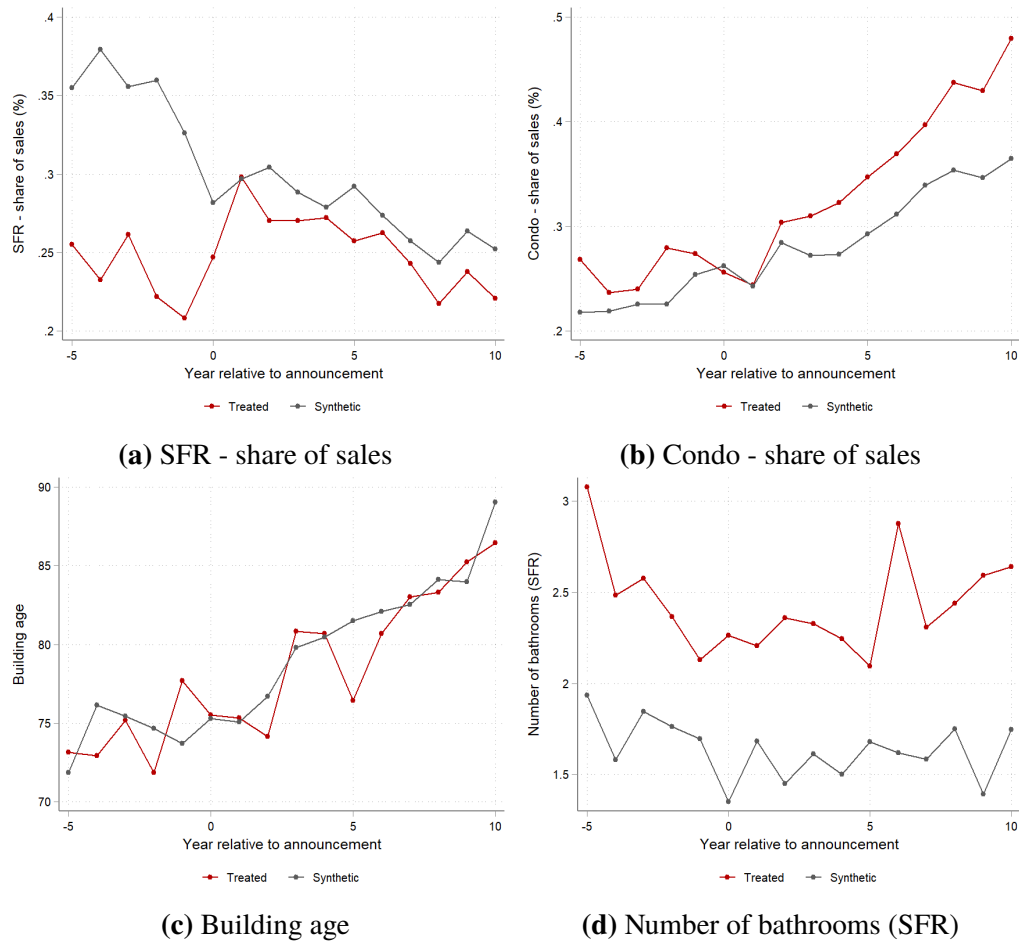 SFR - share of sales (%)
.4
.35
.3
.25
.2
-5 0 5 10
Year relative to announcement
Treated Synthetic
(a) SFR - share of sales
Condo - share of sales (%)
.5
.4
.3
.2
-5 0 5 10
Year relative to announcement
Treated Synthetic
(b) Condo - share of sales
Building age
90
85
80
75
70
-5 0 5 10
Year relative to announcement
Treated Synthetic
(c) Building age
Number of bathrooms (SFR)
3
2.5
2
1.5
-5 0 5 10
Year relative to announcement
Treated Synthetic
(d) Number of bathrooms (SFR)